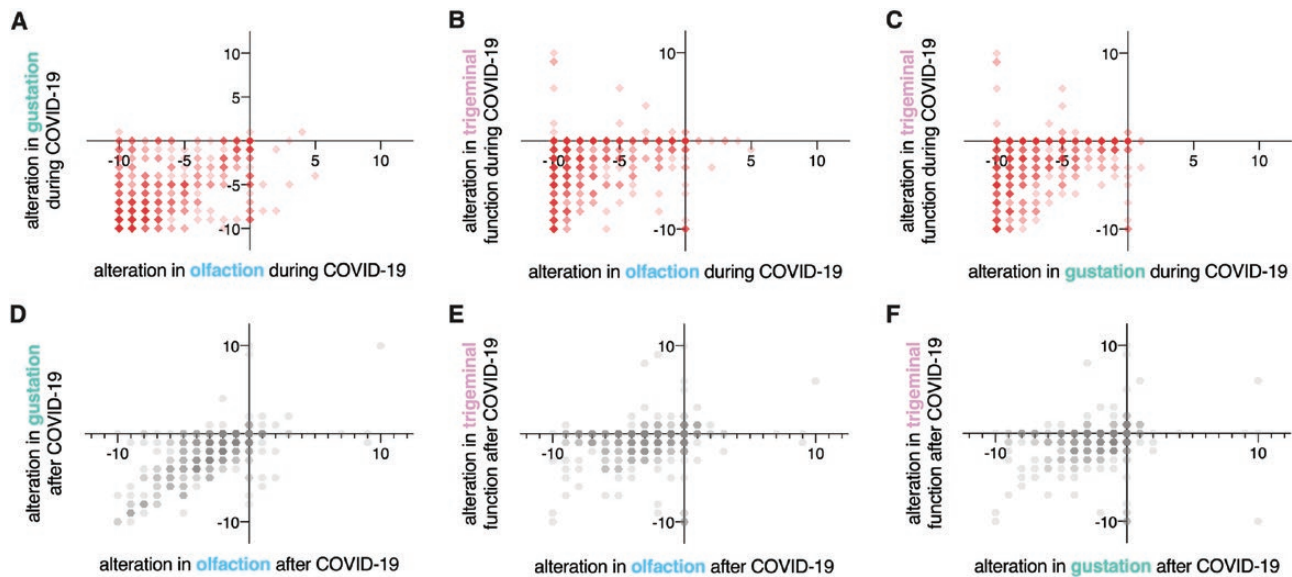 A
alteration in gustation
during COVID-19
10
5
-10
-5
5
10
-5
-10
alteration in olfaction during COVID-19
B
alteration in trigeminal
function during COVID-19
10
-10
-5
5
10
-10
alteration in olfaction during COVID-19
C
alteration in trigeminal
function during COVID-19
10
-10
-5
5
10
-10
alteration in gustation during COVID-19
D
alteration in gustation
after COVID-19
10
-10
10
-10
alteration in olfaction after COVID-19
E
alteration in trigeminal
function after COVID-19
10
-10
10
-10
alteration in olfaction after COVID-19
F
alteration in trigeminal
function after COVID-19
10
-10
10
-10
alteration in gustation after COVID-19